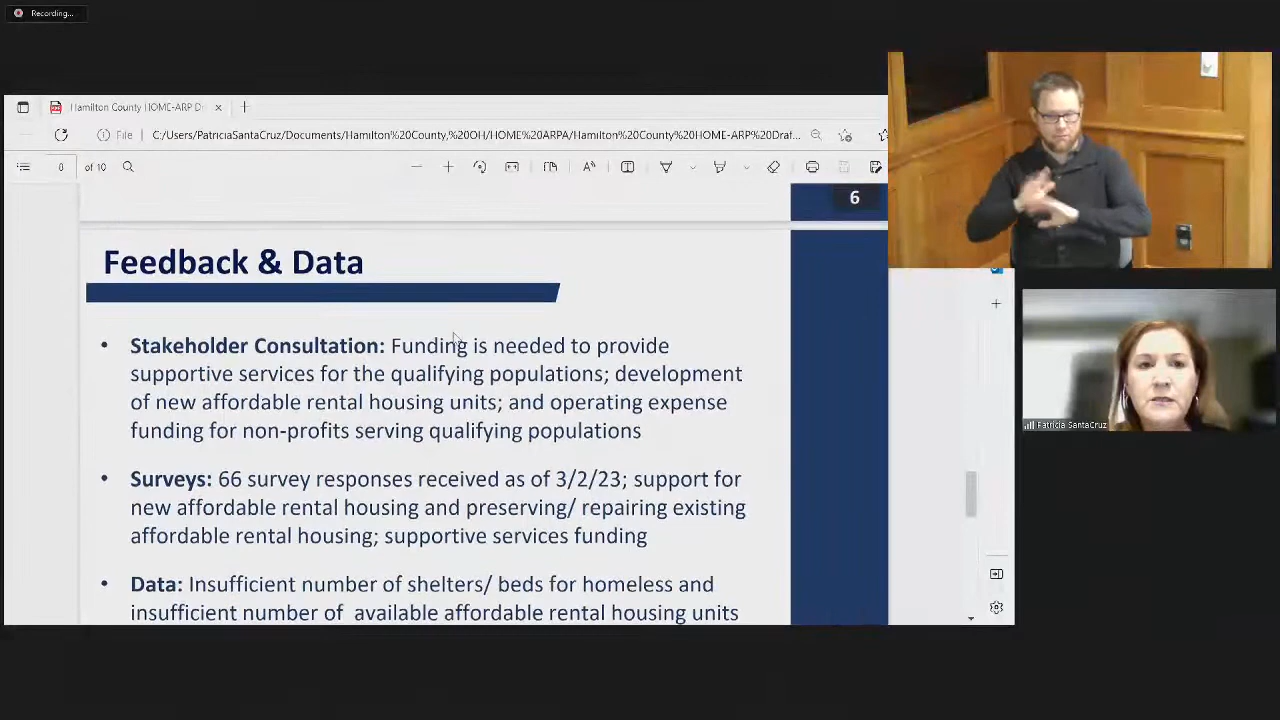 Recording...
Hamilton County HOME-ARP D
File
C:/Users/PatriciaSantaCruz/Documents/Hamilton%20County,%20OH/HOME%20ARPA/Hamilton%20County%20HOME-ARP%20Draf...
of 10
6
Feedback & Data
• Stakeholder Consultation: Funding is needed to provide
supportive services for the qualifying populations; development
of new affordable rental housing units; and operating expense
funding for non-profits serving qualifying populations
• Surveys: 66 survey responses received as of 3/2/23; support for
new affordable rental housing and preserving/ repairing existing
affordable rental housing; supportive services funding
• Data: Insufficient number of shelters/ beds for homeless and
insufficient number of available affordable rental housing units
Patricia SantaCruz